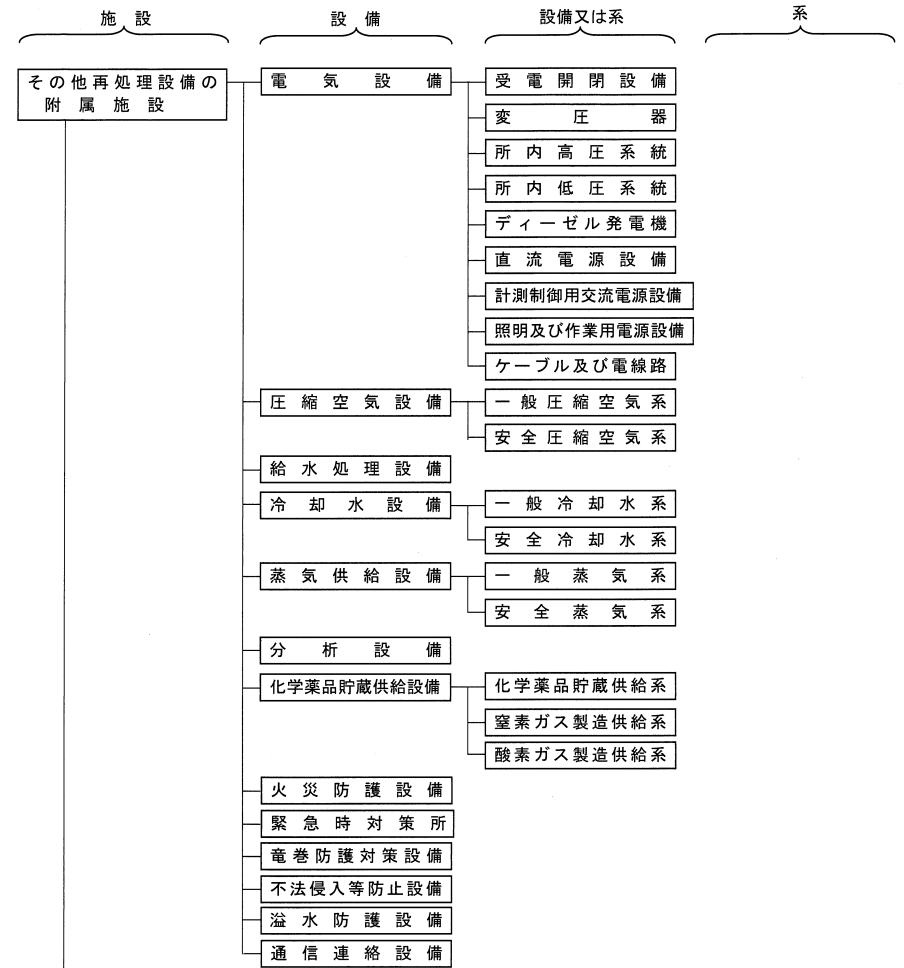 施設
設備
設備又は系
系
その他再処理設備の
附属施設
電気設備
受電開閉設備
変圧器
所内高圧系統
所内低圧系統
ディーゼル発電機
直流電源設備
計測制御用交流電源設備
照明及び作業用電源設備
ケーブル及び電線路
圧縮空気設備
一般圧縮空気系
安全圧縮空気系
給水処理設備
冷却水設備
一般冷却水系
安全冷却水系
蒸気供給設備
一般蒸気系
安全蒸気系
分析設備
化学薬品貯蔵供給設備
化学薬品貯蔵供給系
窒素ガス製造供給系
酸素ガス製造供給系
火災防護設備
緊急時対策所
竜巻防護対策設備
不法侵入等防止設備
溢水防護設備
通信連絡設備